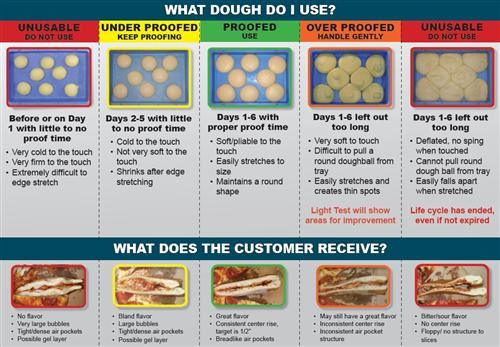 WHAT DOUGH DO I USE?
UNUSABLE
DO NOT USE
UNDER PROOFED
KEEP PROOFING
PROOFED
USE
OVER PROOFED
HANDLE GENTLY
UNUSABLE
DO NOT USE
Before or on Day
1 with little to no
proof time
• Very cold to the touch
• Very firm to the touch
• Extremely difficult to
edge stretch
Days 2-5 with little
to no proof time
• Cold to the touch
• Not very soft to the
touch
• Shrinks after edge
stretching
Days 1-6 with
proper proof time
• Soft/pliable to the
touch
• Easily stretches to
size
• Maintains a round
shape
Days 1-6 left out
too long
• Very soft to touch
• Difficult to pull a
round doughball from
tray
• Easily stretches and
creates thin spots
Light Test will show
areas for improvement
Days 1-6 left out
too long
• Deflated, no sping
when touched
• Cannot pull round
dough ball from tray
• Easily falls apart
when stretched
Life cycle has ended,
even if not expired
WHAT DOES THE CUSTOMER RECEIVE?
• No flavor
• Very large bubbles
• Tight/dense air pockets
• Possible gel layer
• Bland flavor
• Large bubbles
• Tight/dense air pockets
• Possible gel layer
• Great flavor
• Consistent center rise,
target is 1/2"
• Breadlike air pockets
• May still have a great flavor
• Inconsistent center rise
• Inconsistent air pocket
structure
• Bitter/sour flavor
• No center rise
• Floppy/ no structure to
slices